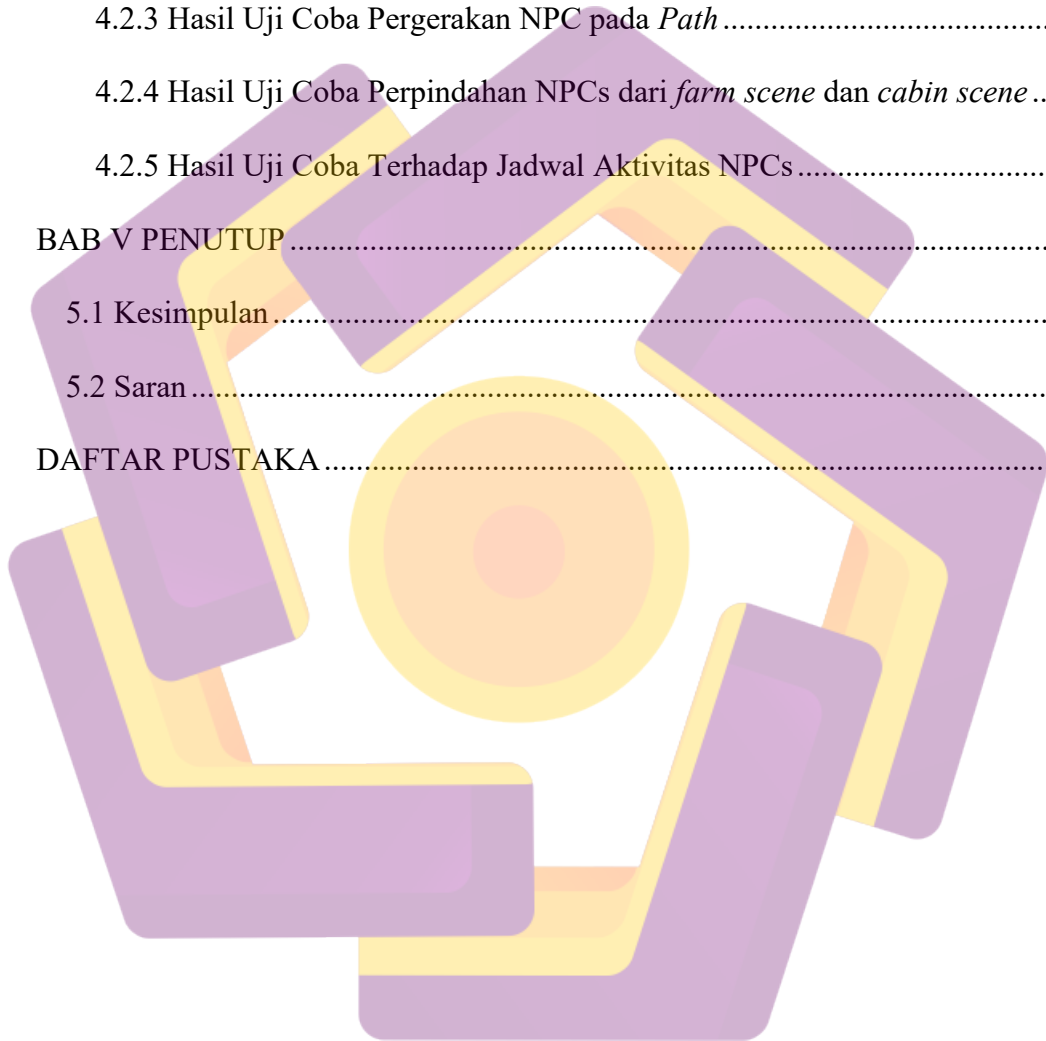 4.2.3 Hasil Uji Coba Pergerakan NPC pada Path ....................................
4.2.4 Hasil Uji Coba Perpindahan NPCs dari farm scene dan cabin scene ..
4.2.5 Hasil Uji Coba Terhadap Jadwal Aktivitas NPCs ...........................
BAB V PENUTUP ....................................................................................
5.1 Kesimpulan ........................................................................................
5.2 Saran ..................................................................................................
DAFTAR PUSTAKA ................................................................................